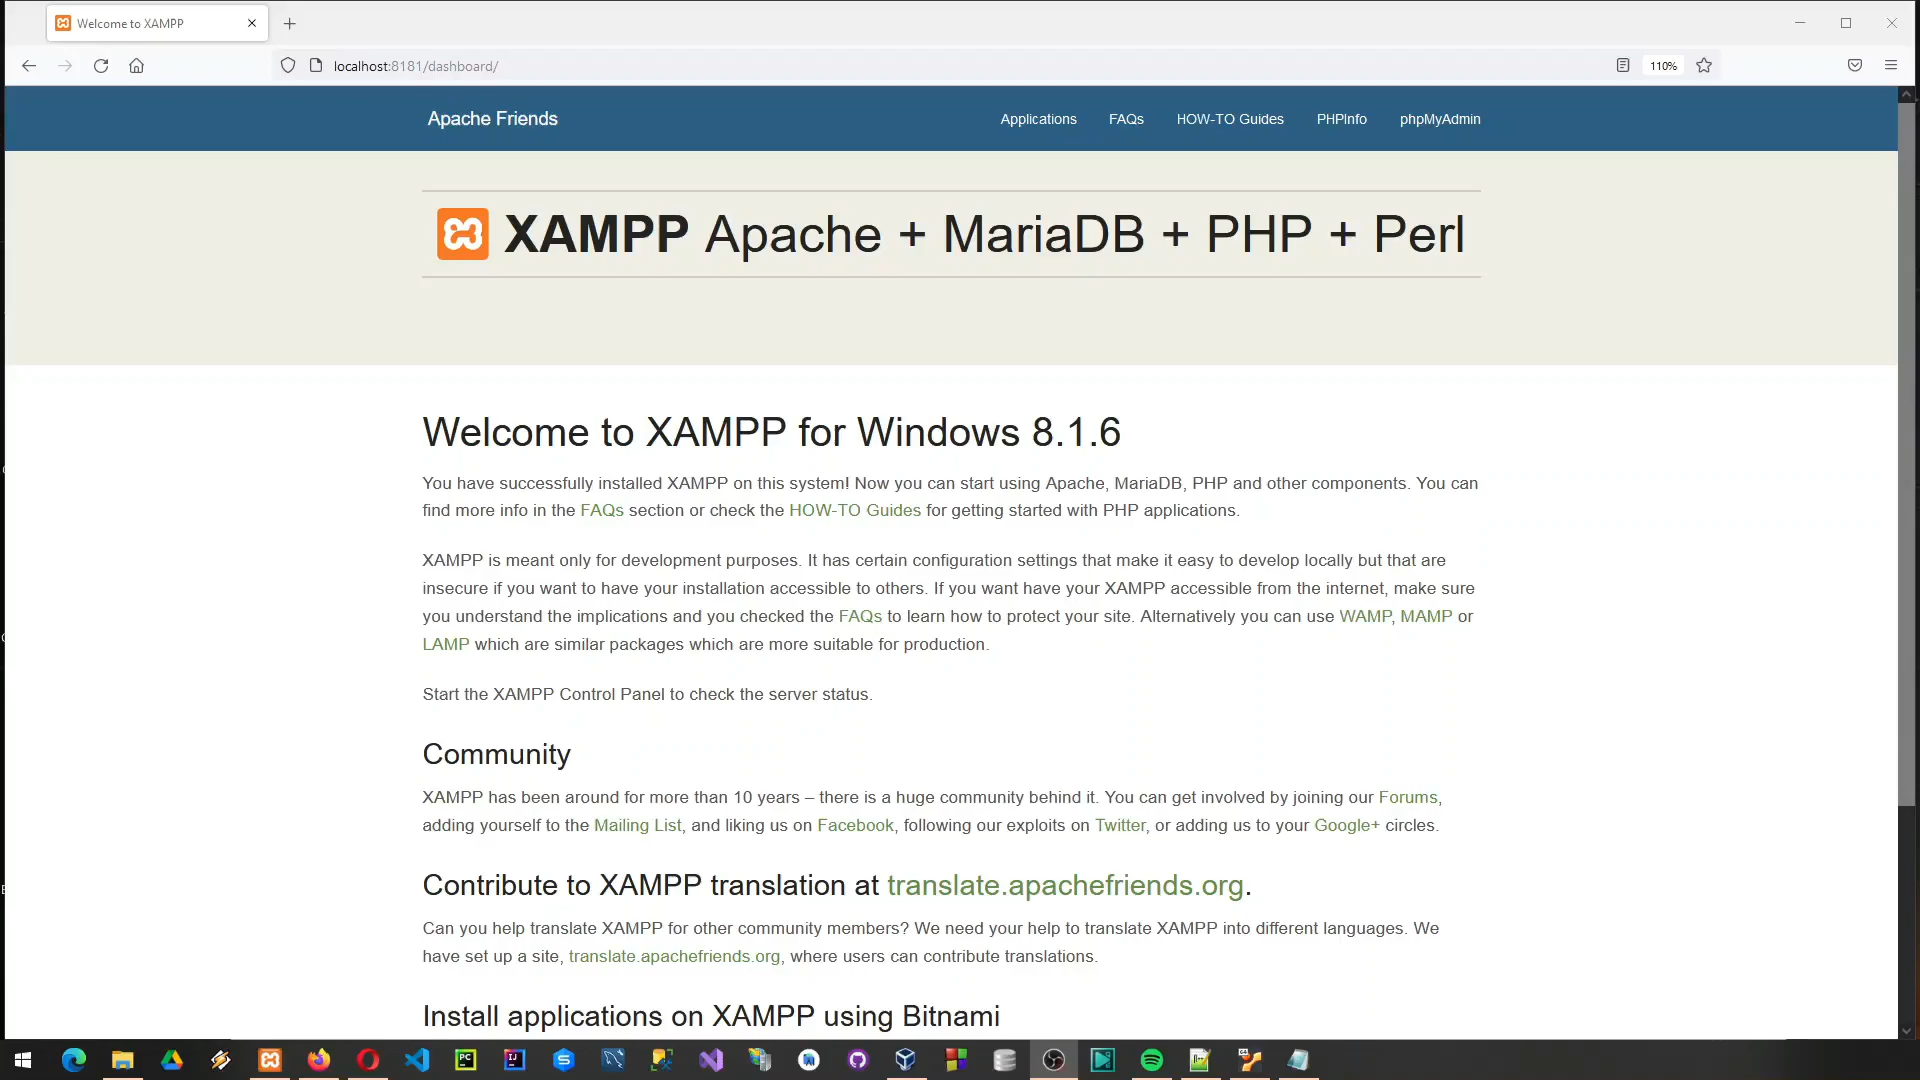 Welcome to XAMPP
localhost:8181/dashboard/
110%
Apache Friends
Applications
FAQs
HOW-TO Guides
PHPInfo
phpMyAdmin
XAMPP Apache + MariaDB + PHP + Perl
Welcome to XAMPP for Windows 8.1.6
You have successfully installed XAMPP on this system! Now you can start using Apache, MariaDB, PHP and other components. You can
find more info in the FAQs section or check the HOW-TO Guides for getting started with PHP applications.
XAMPP is meant only for development purposes. It has certain configuration settings that make it easy to develop locally but that are
insecure if you want to have your installation accessible to others. If you want have your XAMPP accessible from the internet, make sure
you understand the implications and you checked the FAQs to learn how to protect your site. Alternatively you can use WAMP, MAMP or
LAMP which are similar packages which are more suitable for production.
Start the XAMPP Control Panel to check the server status.
Community
XAMPP has been around for more than 10 years – there is a huge community behind it. You can get involved by joining our Forums,
adding yourself to the Mailing List, and liking us on Facebook, following our exploits on Twitter, or adding us to your Google+ circles.
Contribute to XAMPP translation at translate.apachefriends.org.
Can you help translate XAMPP for other community members? We need your help to translate XAMPP into different languages. We
have set up a site, translate.apachefriends.org, where users can contribute translations.
Install applications on XAMPP using Bitnami
PC
IJ